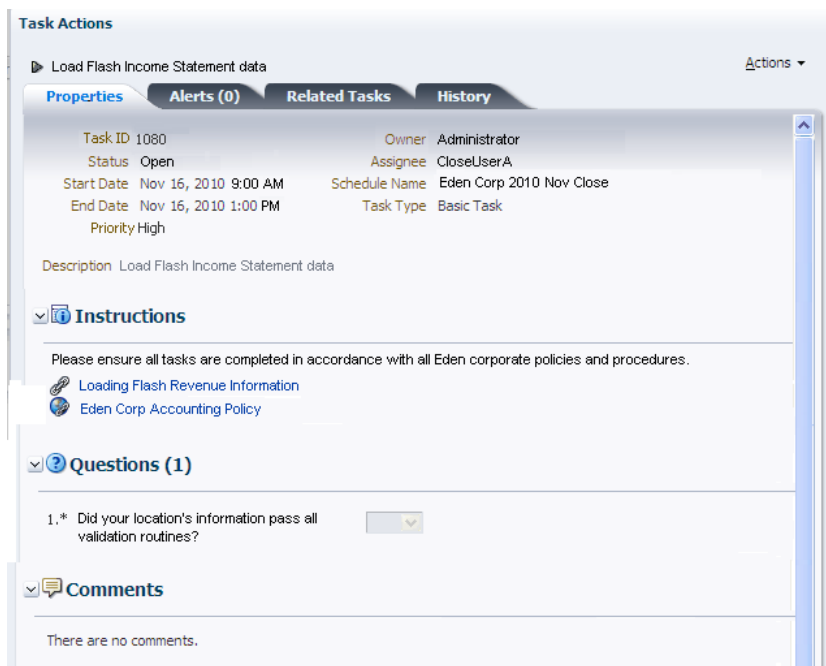 Task Actions
Load Flash Income Statement data
Actions
Properties Alerts (0) Related Tasks History
Task ID 1080 Owner Administrator
Status Open Assignee CloseUserA
Start Date Nov 16, 2010 9:00 AM Schedule Name Eden Corp 2010 Nov Close
End Date Nov 16, 2010 1:00 PM Task Type Basic Task
Priority High
Description Load Flash Income Statement data
Instructions
Please ensure all tasks are completed in accordance with all Eden corporate policies and procedures.
Loading Flash Revenue Information
Eden Corp Accounting Policy
Questions (1)
1.* Did your location's information pass all
validation routines?
Comments
There are no comments.